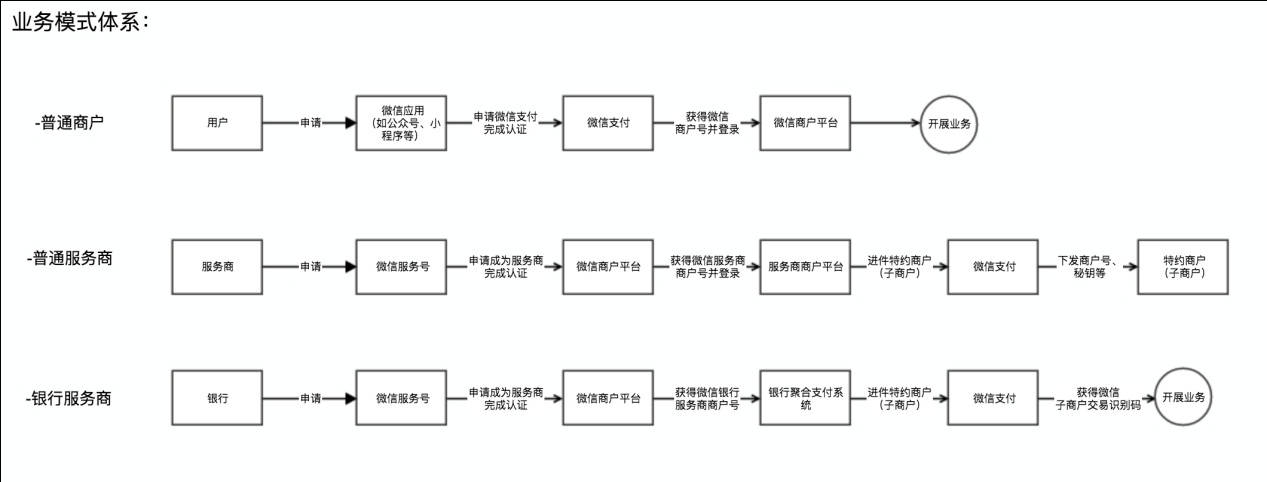 业务模式体系：
-普通商户
用户
申请
微信应用
（如公众号、小
程序等）
申请微信支付
完成认证
微信支付
获得微信
商户号并登录
微信商户平台
开展业务
-普通服务商
服务商
申请
微信服务号
申请成为服务商
完成认证
微信商户平台
获得微信服务商
商户号并登录
服务商商户平台
进件特约商户
（子商户）
微信支付
下发商户号、
秘钥等
特约商户
（子商户）
-银行服务商
银行
申请
微信服务号
申请成为服务商
完成认证
微信商户平台
获得微信银行
服务商商户号
银行聚合支付系
统
进件特约商户
（子商户）
微信支付
获得微信
子商户交易识别码
开展业务